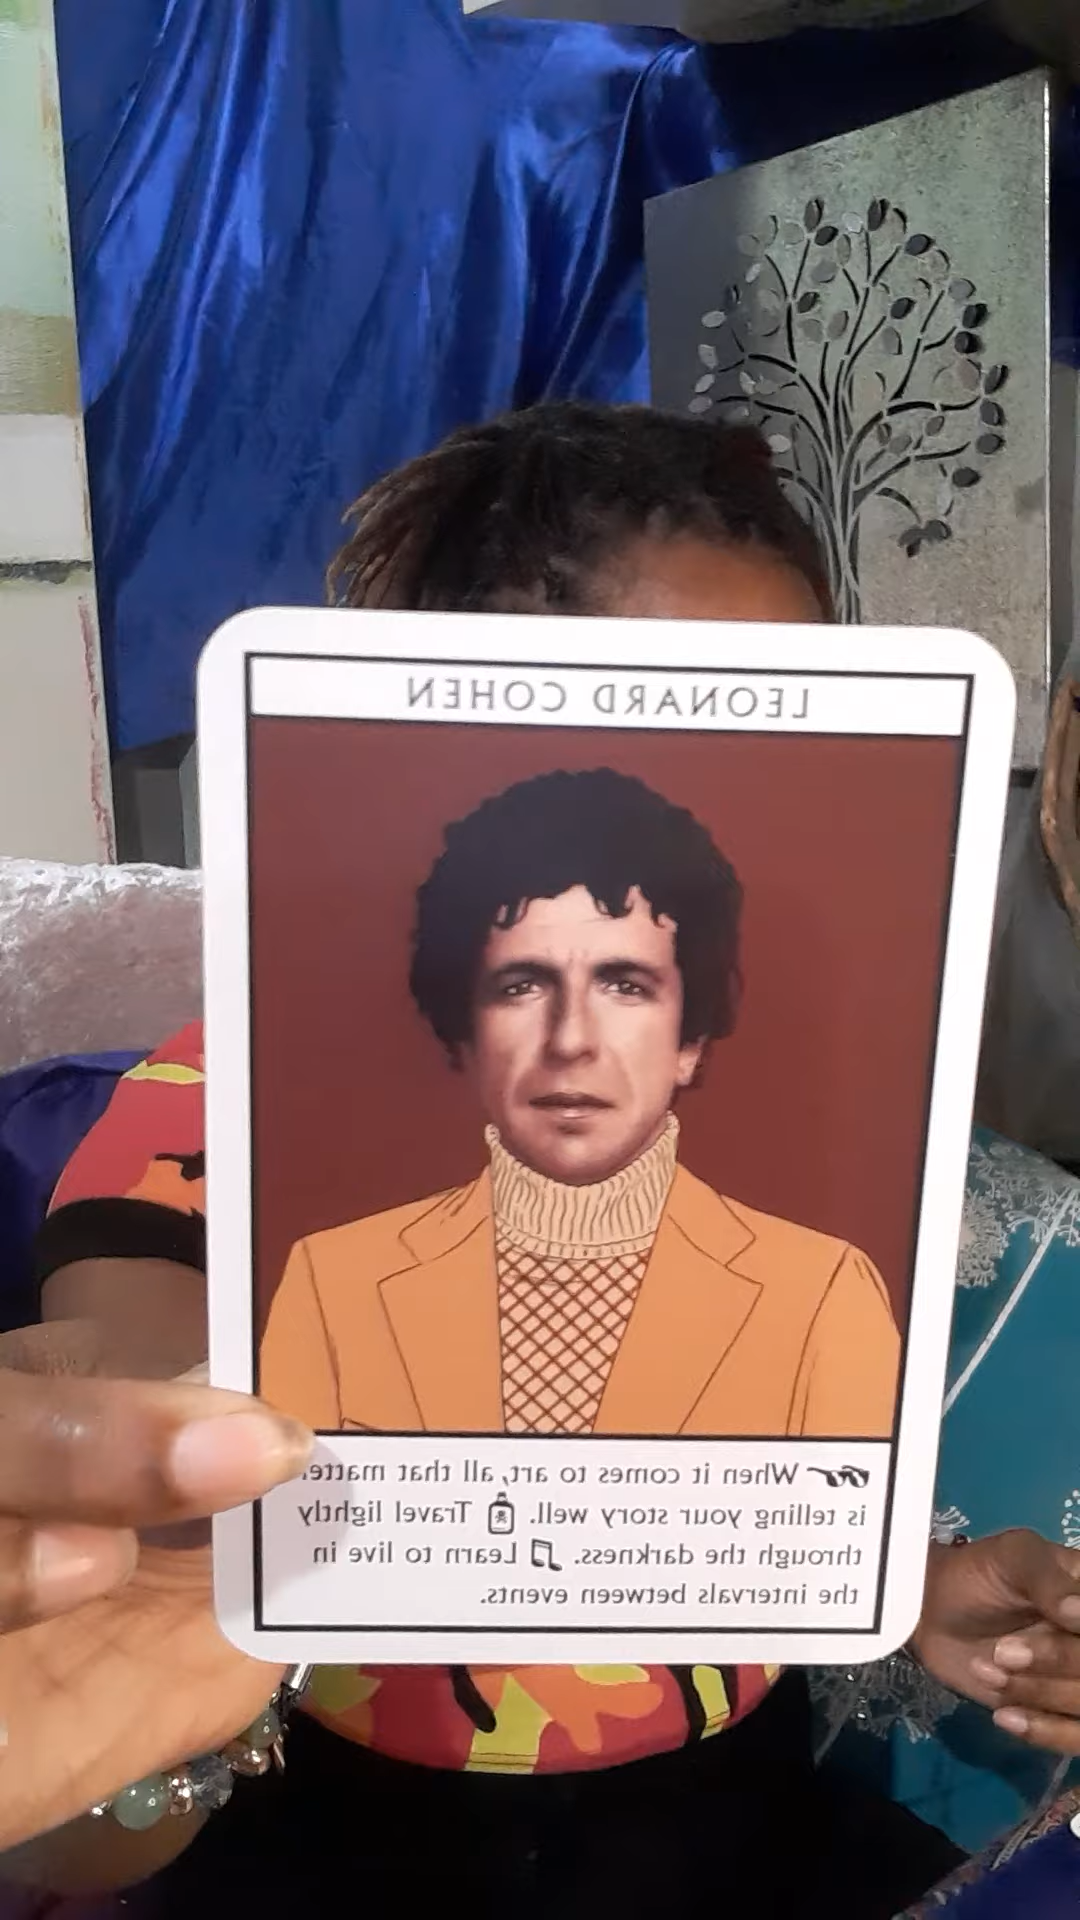 LEONARD COHEN
When it comes to art, all that matter
is telling your story well. Travel lightly
through the darkness. Learn to live in
the intervals between events.